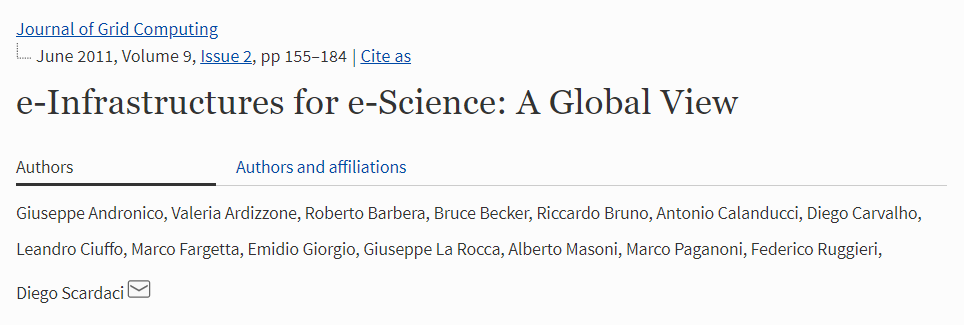 Journal of Grid Computing
June 2011, Volume 9, Issue 2, pp 155–184 | Cite as
e-Infrastructures for e-Science: A Global View
Authors Authors and affiliations
Giuseppe Andronico, Valeria Ardizzone, Roberto Barbera, Bruce Becker, Riccardo Bruno, Antonio Calanducci, Diego Carvalho,
Leandro Ciuffo, Marco Fargetta, Emidio Giorgio, Giuseppe La Rocca, Alberto Masoni, Marco Paganoni, Federico Ruggieri,
Diego Scardaci